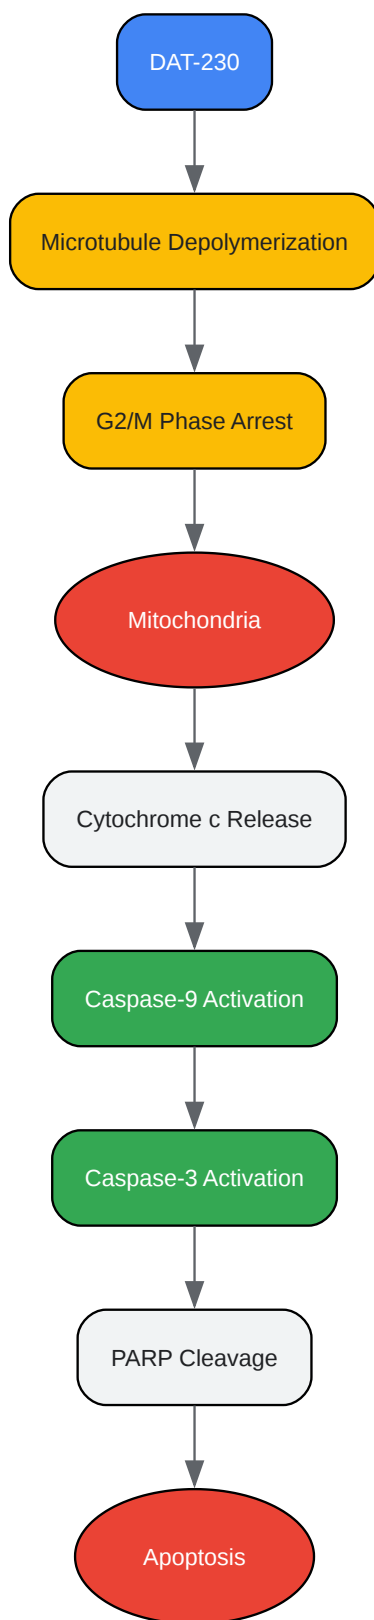 DAT-230
Microtubule Depolymerization
G2/M Phase Arrest
Mitochondria
Cytochrome c Release
Caspase-9 Activation
Caspase-3 Activation
PARP Cleavage
Apoptosis